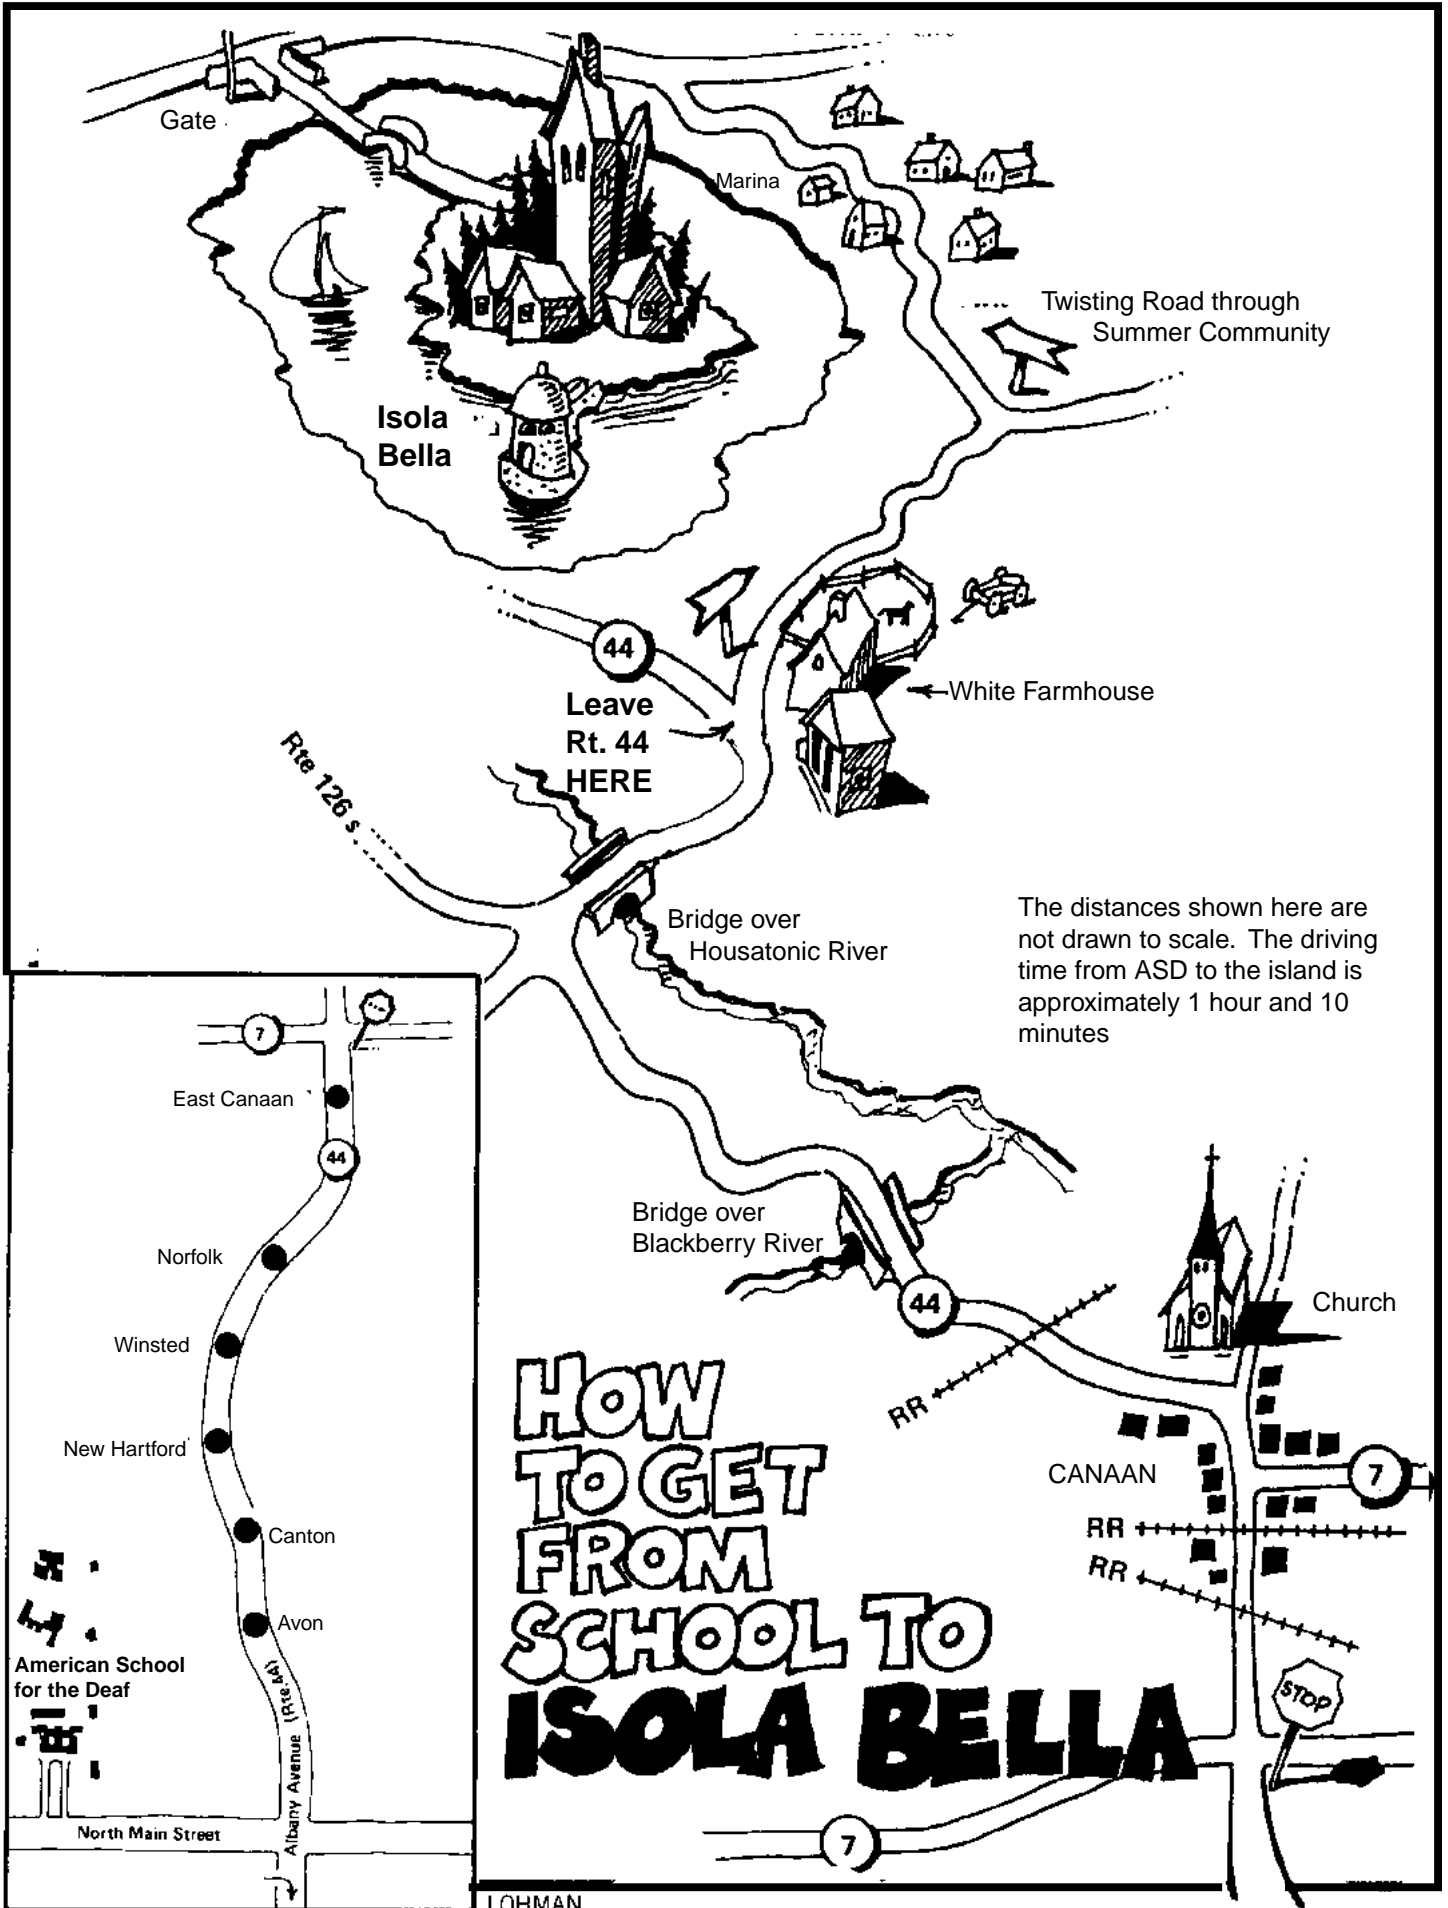 Gate
Marina
Twisting Road through
Summer Community
Isola
Bella
44
White Farmhouse
Leave
Rt. 44
HERE
Rte 126 s
Bridge over
Housatonic River
The distances shown here are
not drawn to scale. The driving
time from ASD to the island is
approximately 1 hour and 10
minutes
7
East Canaan
44
Norfolk
Winsted
New Hartford
Canton
Avon
American School
for the Deaf
Albany Avenue (Rte.44)
North Main Street
Bridge over
Blackberry River
44
Church
RR
CANAAN
7
RR
RR
STOP
7
HOW
TO GET
FROM
SCHOOL TO
ISOLA BELLA
LOHMAN